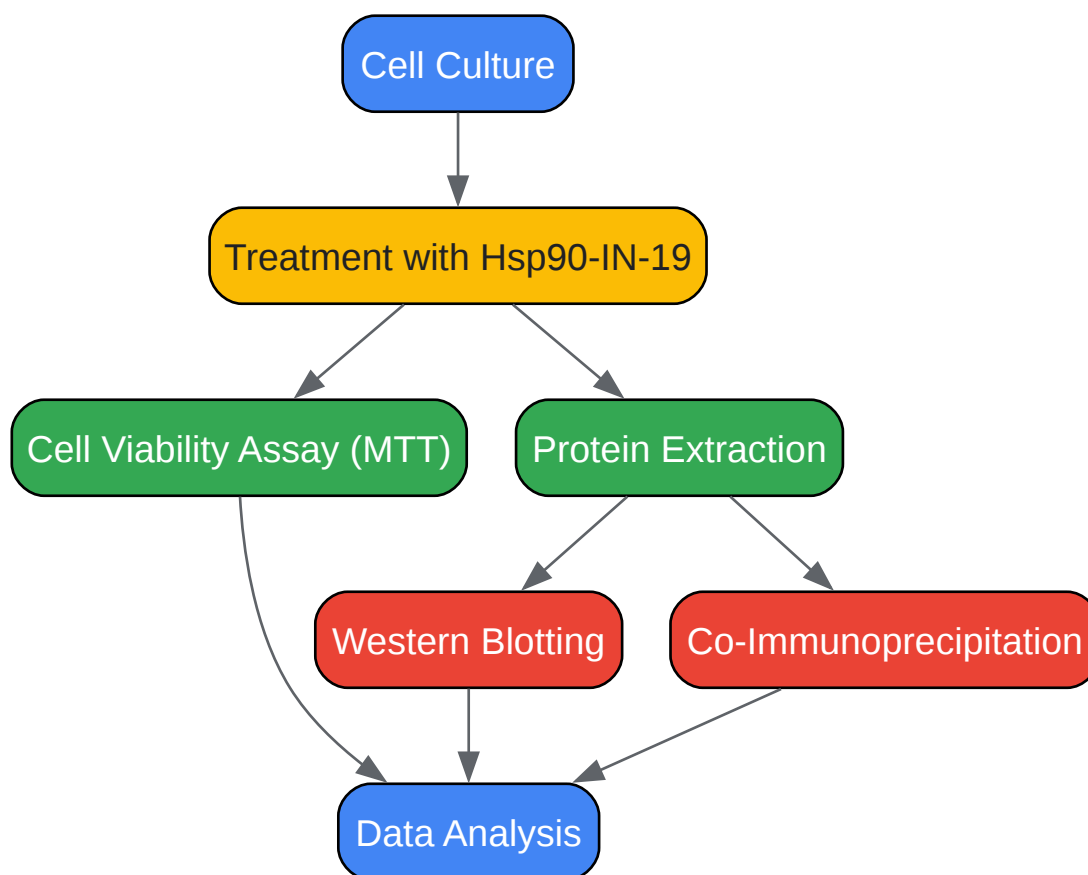 Cell Culture
Treatment with Hsp90-IN-19
Cell Viability Assay (MTT)
Protein Extraction
Western Blotting
Co-Immunoprecipitation
Data Analysis